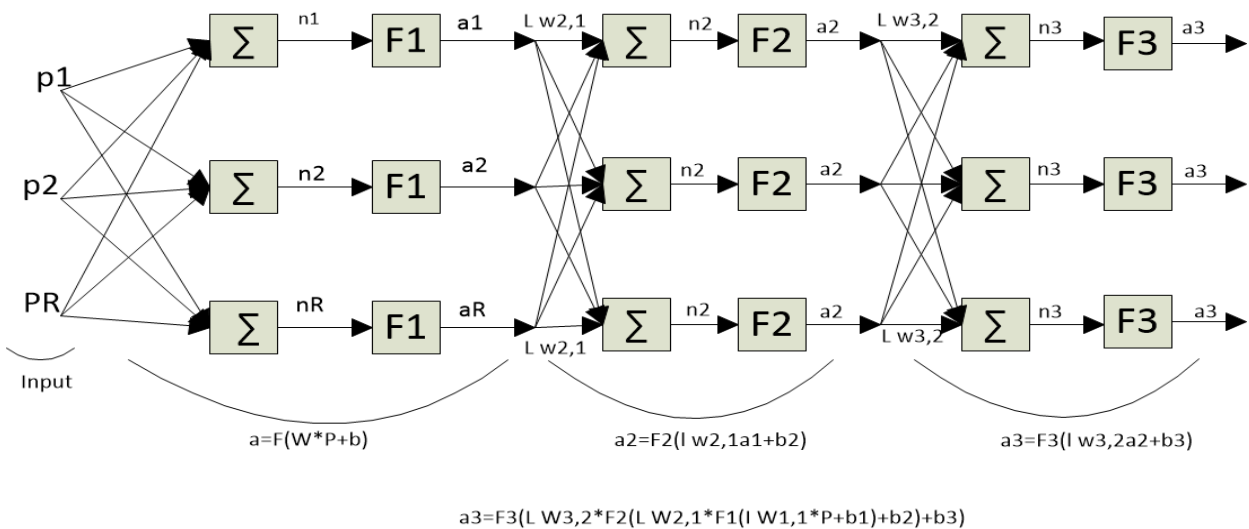 n1 a1 L w2,1 n2 a2 L w3,2 n3 a3
Σ F1 Σ F2 Σ F3
p1
n2 a2 n2 a2 n3 a3
p2 Σ F1 Σ F2 Σ F3
PR nR aR n2 a2 n3 a3
Σ F1 Σ F2 Σ F3
L w2,1 L w3,2
Input
a=F(W*P+b) a2=F2(l w2,1a1+b2) a3=F3(l w3,2a2+b3)
a3=F3(L W3,2*F2(L W2,1*F1(I W1,1*P+b1)+b2)+b3)